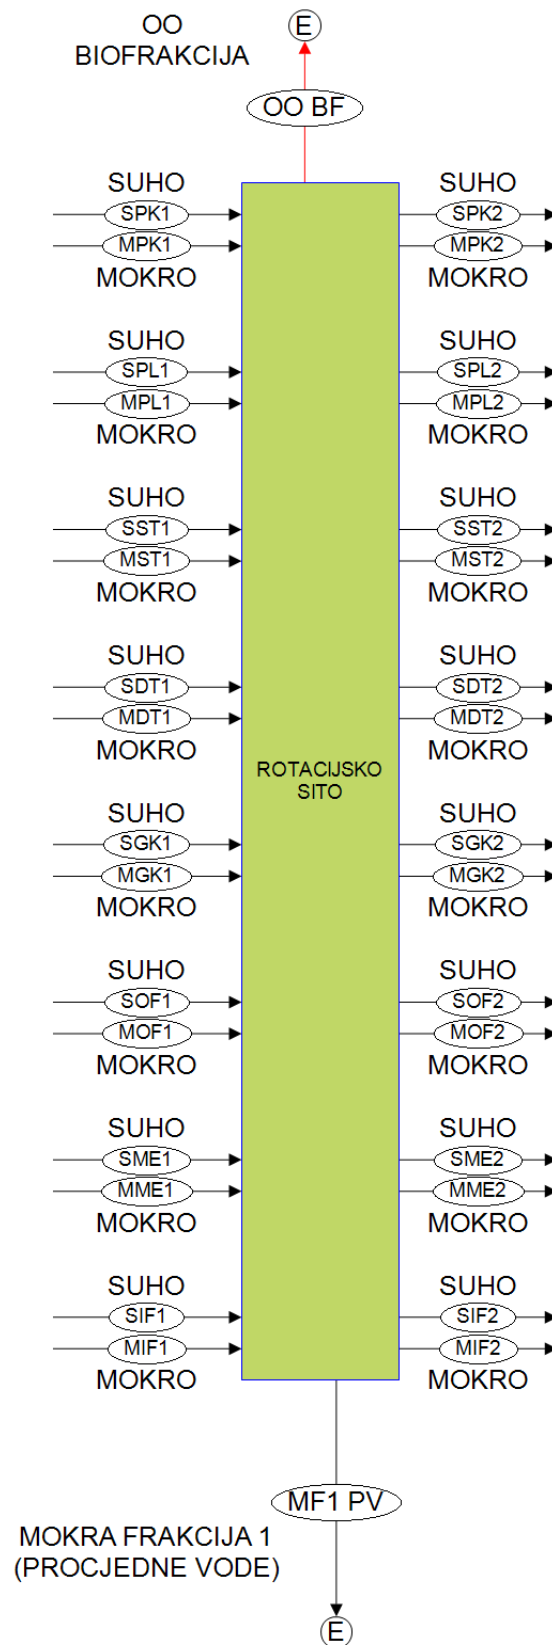 OO
BIOFRAKCIJA
E
OO BF
SUHO SUHO
SPK1 SPK2
MPK1 MPK2
MOKRO MOKRO
SUHO SUHO
SPL1 SPL2
MPL1 MPL2
MOKRO MOKRO
SUHO SUHO
SST1 SST2
MST1 MST2
MOKRO MOKRO
SUHO SUHO
SDT1 SDT2
MDT1 MDT2
MOKRO MOKRO
ROTACIJSKO
SITO
SUHO SUHO
SGK1 SGK2
MGK1 MGK2
MOKRO MOKRO
SUHO SUHO
SOF1 SOF2
MOF1 MOF2
MOKRO MOKRO
SUHO SUHO
SME1 SME2
MME1 MME2
MOKRO MOKRO
SUHO SUHO
SIF1 SIF2
MIF1 MIF2
MOKRO MOKRO
MF1 PV
MOKRA FRAKCIJA 1
(PROCJEDNE VODE)
E